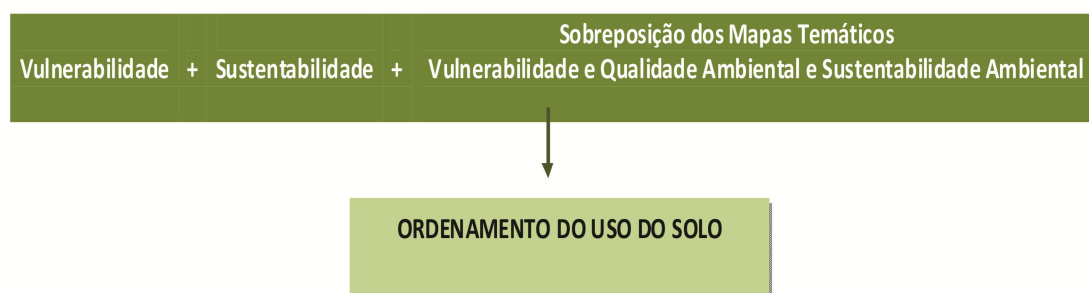 Sobreposição dos Mapas Temáticos
Vulnerabilidade + Sustentabilidade + Vulnerabilidade e Qualidade Ambiental e Sustentabilidade Ambiental
ORDENAMENTO DO USO DO SOLO